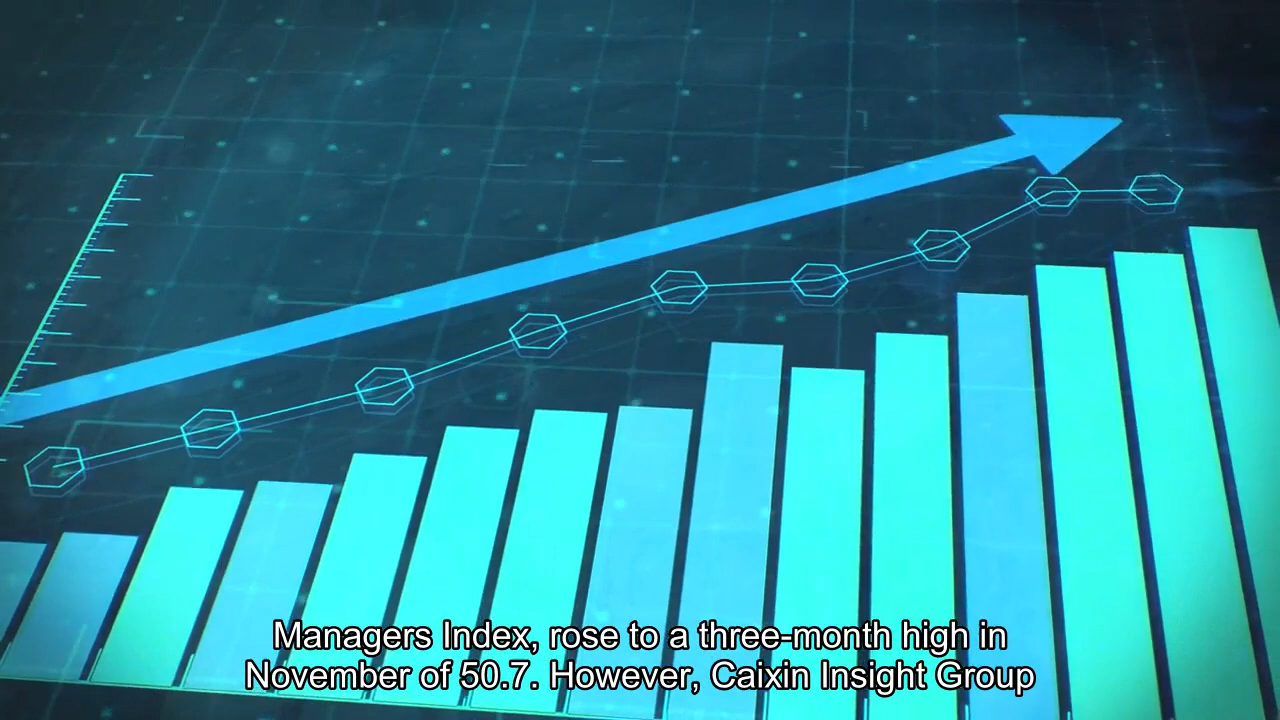 Managers Index, rose to a three-month high in
November of 50.7. However, Caixin Insight Group